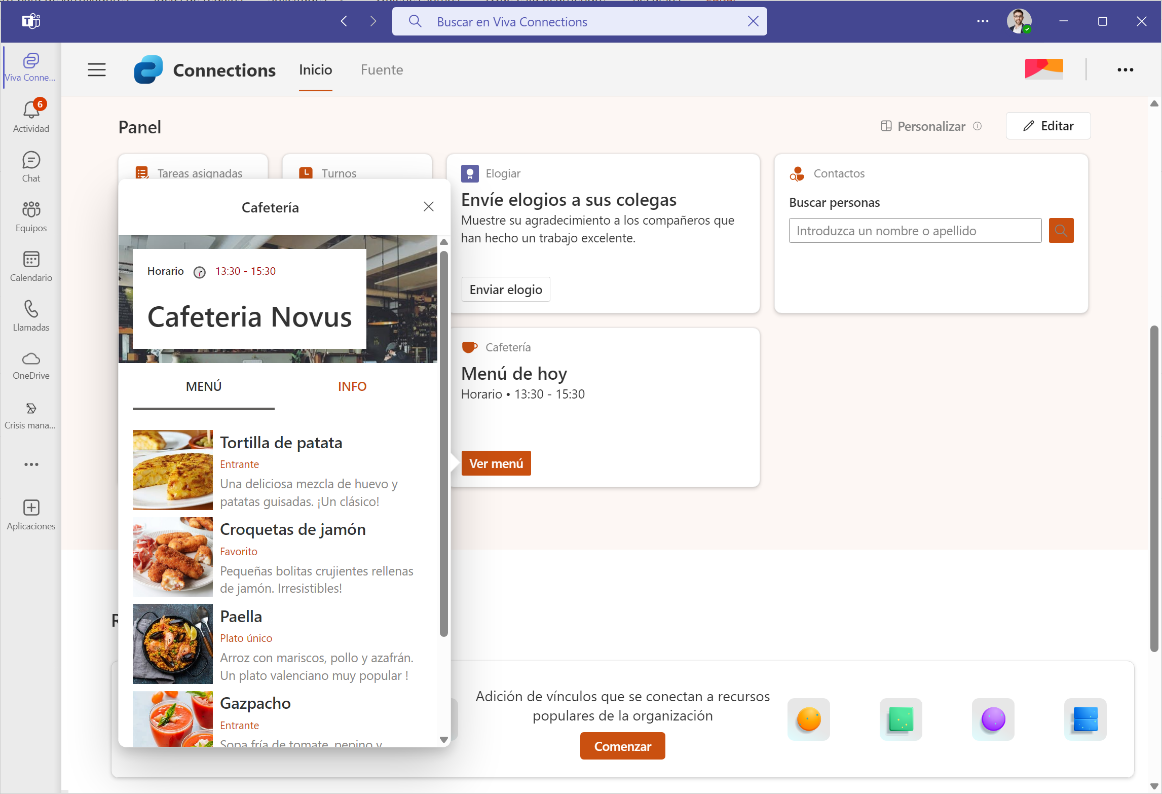 Buscar en Viva Connections
Viva Conne...
6
Actividad
Chat
Equipos
Calendario
Llamadas
OneDrive
Crisis mana...
Aplicaciones
Connections
Inicio
Fuente
Panel
Personalizar
Editar
Tareas asignadas
Turnos
Elogiar
Envíe elogios a sus colegas
Muestre su agradecimiento a los compañeros que
han hecho un trabajo excelente.
Enviar elogio
Contactos
Buscar personas
Introduzca un nombre o apellido
Cafetería
Horario 13:30 - 15:30
Cafeteria Novus
MENÚ
INFO
Tortilla de patata
Entrante
Una deliciosa mezcla de huevo y
patatas guisadas. ¡Un clásico!
Croquetas de jamón
Favorito
Pequeñas bolitas crujientes rellenas
de jamón. Irresistibles!
Paella
Plato único
Arroz con mariscos, pollo y azafrán.
Un plato valenciano muy popular !
Gazpacho
Entrante
Sopa fría de tomate, pepino y
Cafetería
Menú de hoy
Horario • 13:30 - 15:30
Ver menú
Adición de vínculos que se conectan a recursos
populares de la organización
Comenzar